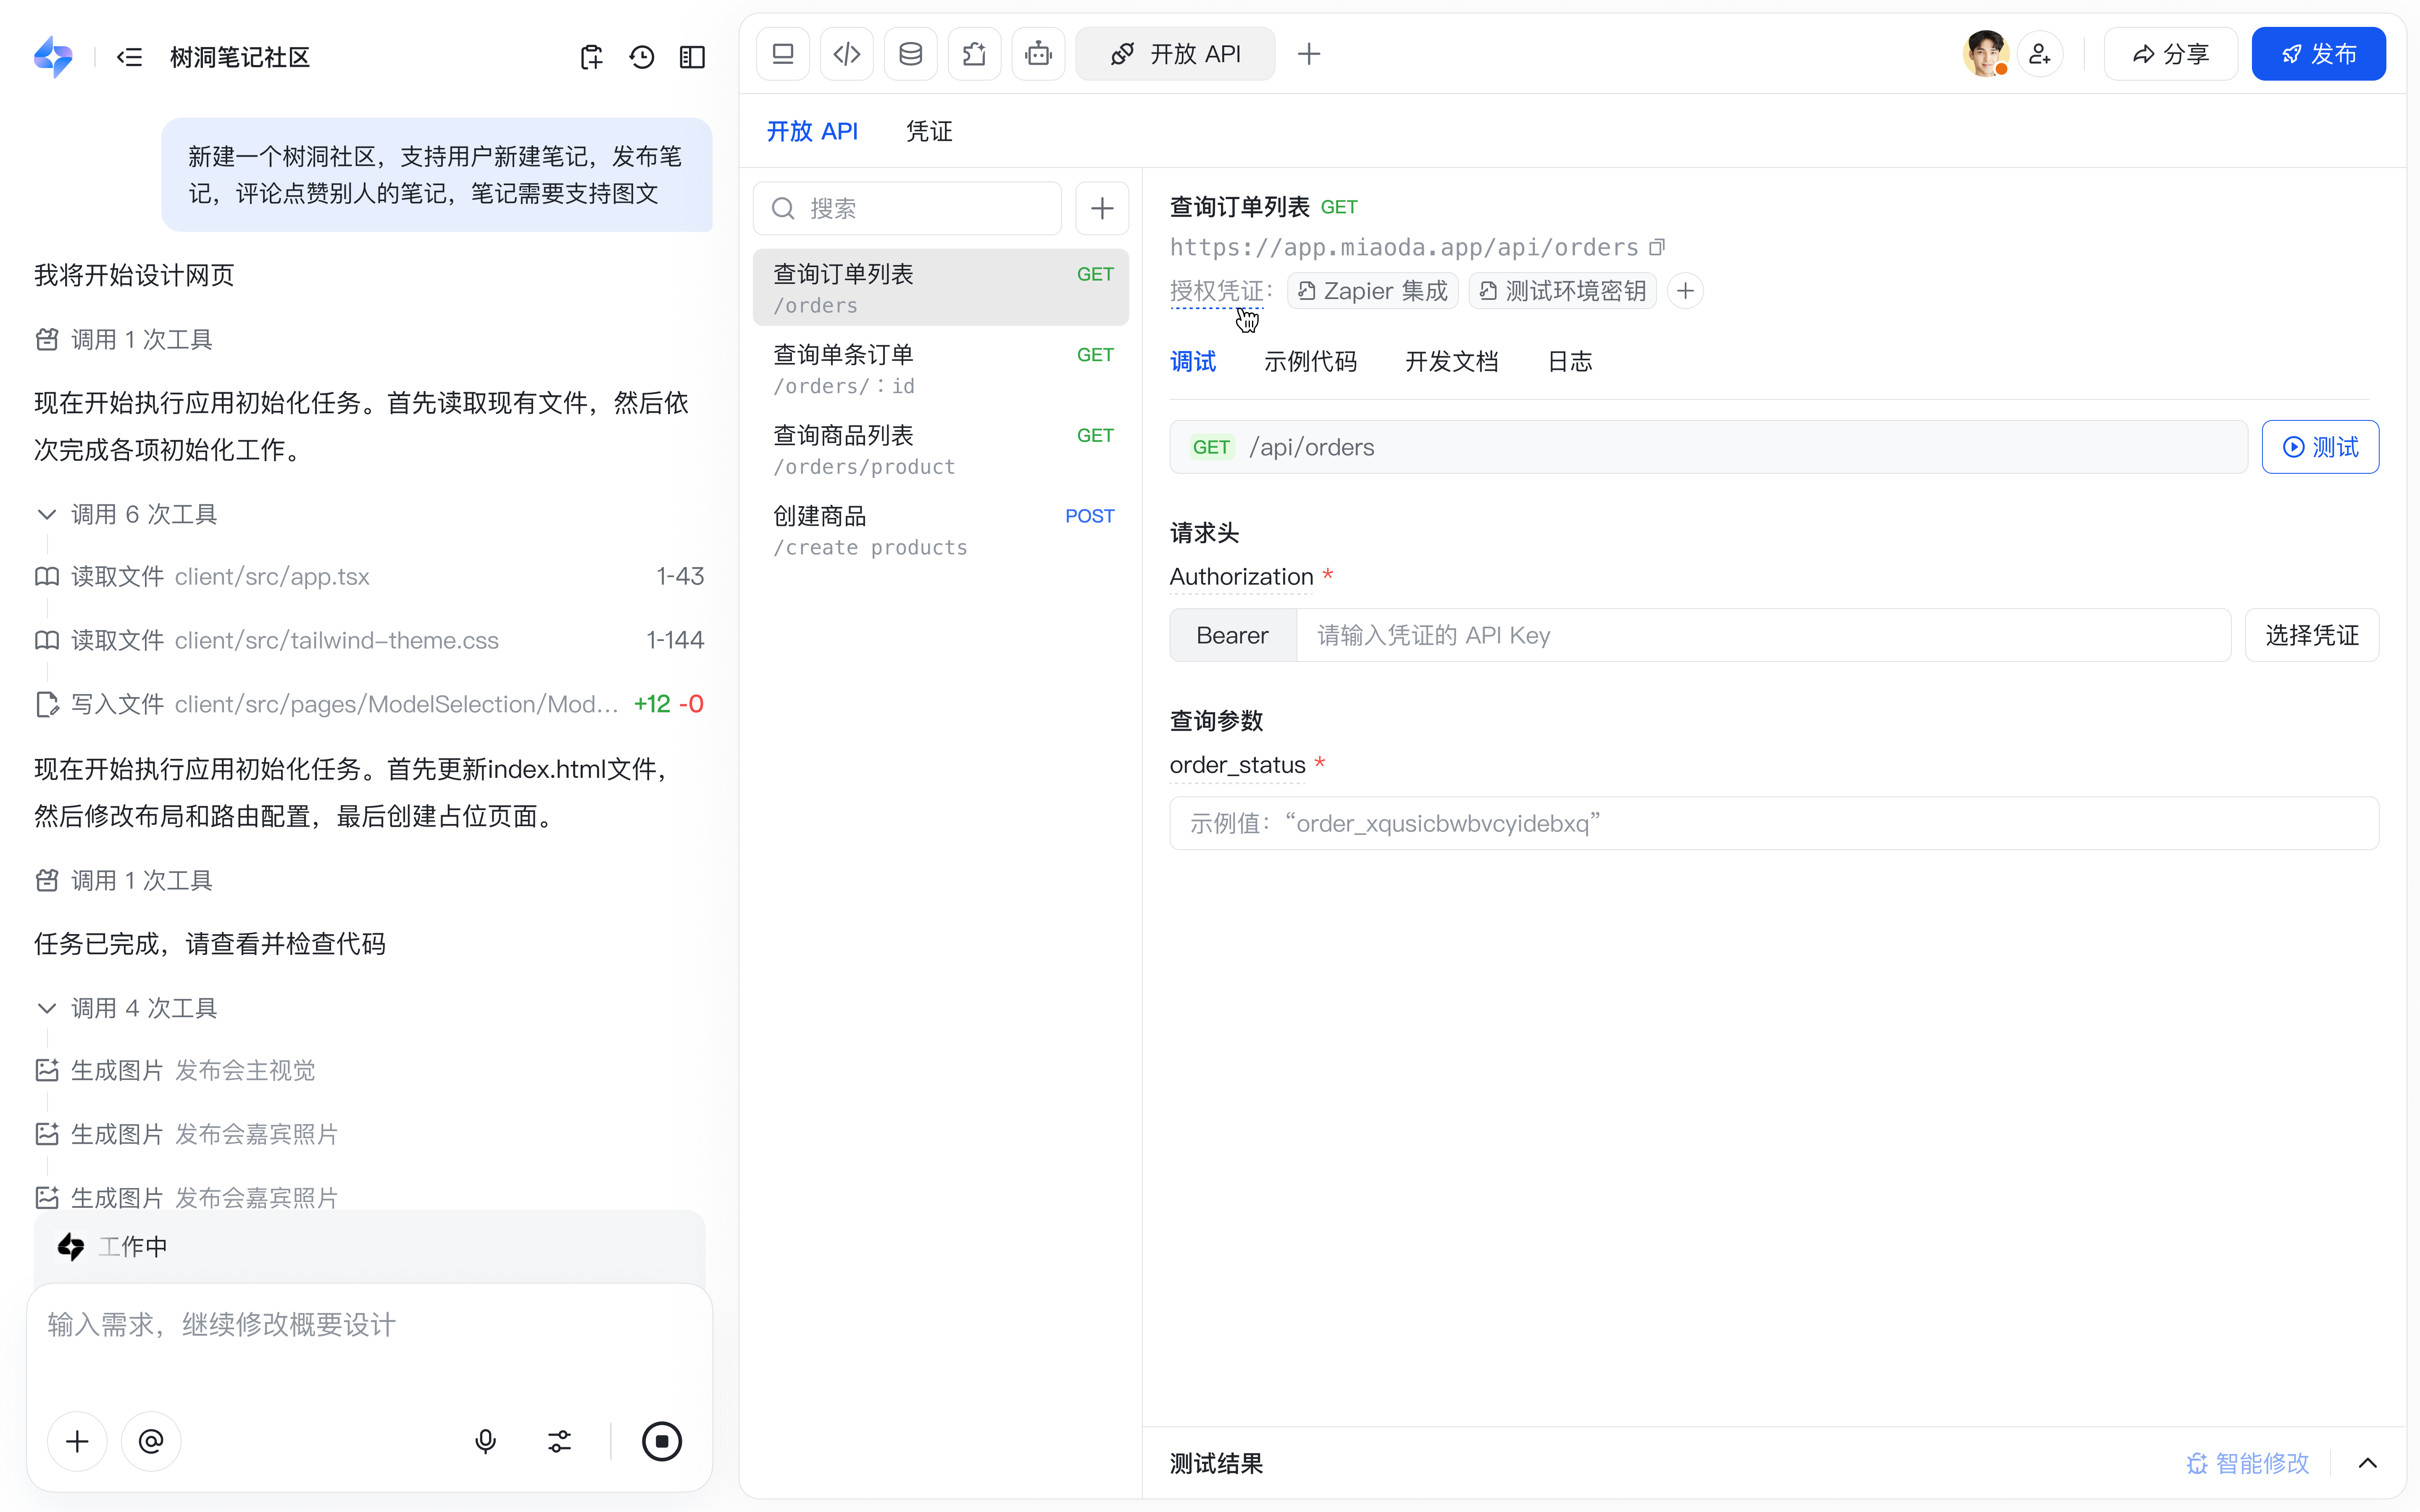 树洞笔记社区
新建一个树洞社区，支持用户新建笔记，发布笔
记，评论点赞别人的笔记，笔记需要支持图文
我将开始设计网页
调用 1 次工具
现在开始执行应用初始化任务。首先读取现有文件，然后依
次完成各项初始化工作。
调用 6 次工具
读取文件 client/src/app.tsx 1-43
读取文件 client/src/tailwind-theme.css 1-144
写入文件 client/src/pages/ModelSelection/Mod... +12 -0
现在开始执行应用初始化任务。首先更新index.html文件，
然后修改布局和路由配置，最后创建占位页面。
调用 1 次工具
任务已完成，请查看并检查代码
调用 4 次工具
生成图片 发布会主视觉
生成图片 发布会嘉宾照片
生成图片 发布会嘉宾照片
工作中
输入需求，继续修改概要设计
开放 API
分享
发布
开放 API 凭证
搜索
查询订单列表 GET
/orders
查询单条订单 GET
/orders/：id
查询商品列表 GET
/orders/product
创建商品 POST
/create products
查询订单列表 GET
https://app.miaoda.app/api/orders
授权凭证： Zapier 集成 测试环境密钥
调试 示例代码 开发文档 日志
GET /api/orders 测试
请求头
Authorization *
Bearer 请输入凭证的 API Key 选择凭证
查询参数
order_status *
示例值：“order_xqusicbwbvcyidebxq”
测试结果 智能修改